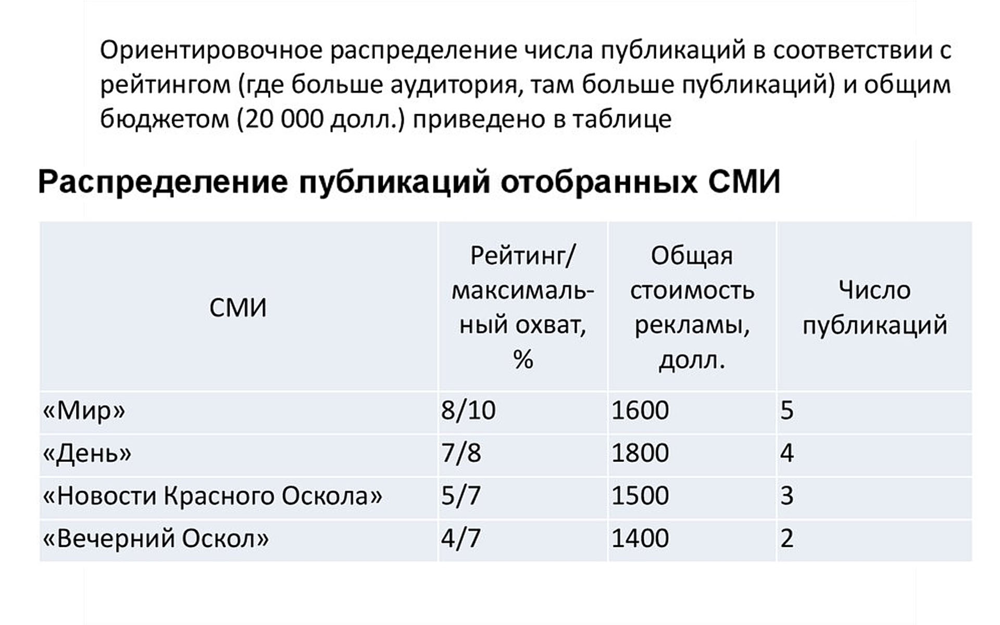 Ориентировочное распределение числа публикаций в соответствии с
рейтингом (где больше аудитория, там больше публикаций) и общим
бюджетом (20 000 долл.) приведено в таблице
Распределение публикаций отобранных СМИ
СМИ
Рейтинг/
максималь-
ный охват,
%
Общая
стоимость
рекламы,
долл.
Число
публикаций
«Мир» 8/10 1600 5
«День» 7/8 1800 4
«Новости Красного Оскола» 5/7 1500 3
«Вечерний Оскол» 4/7 1400 2